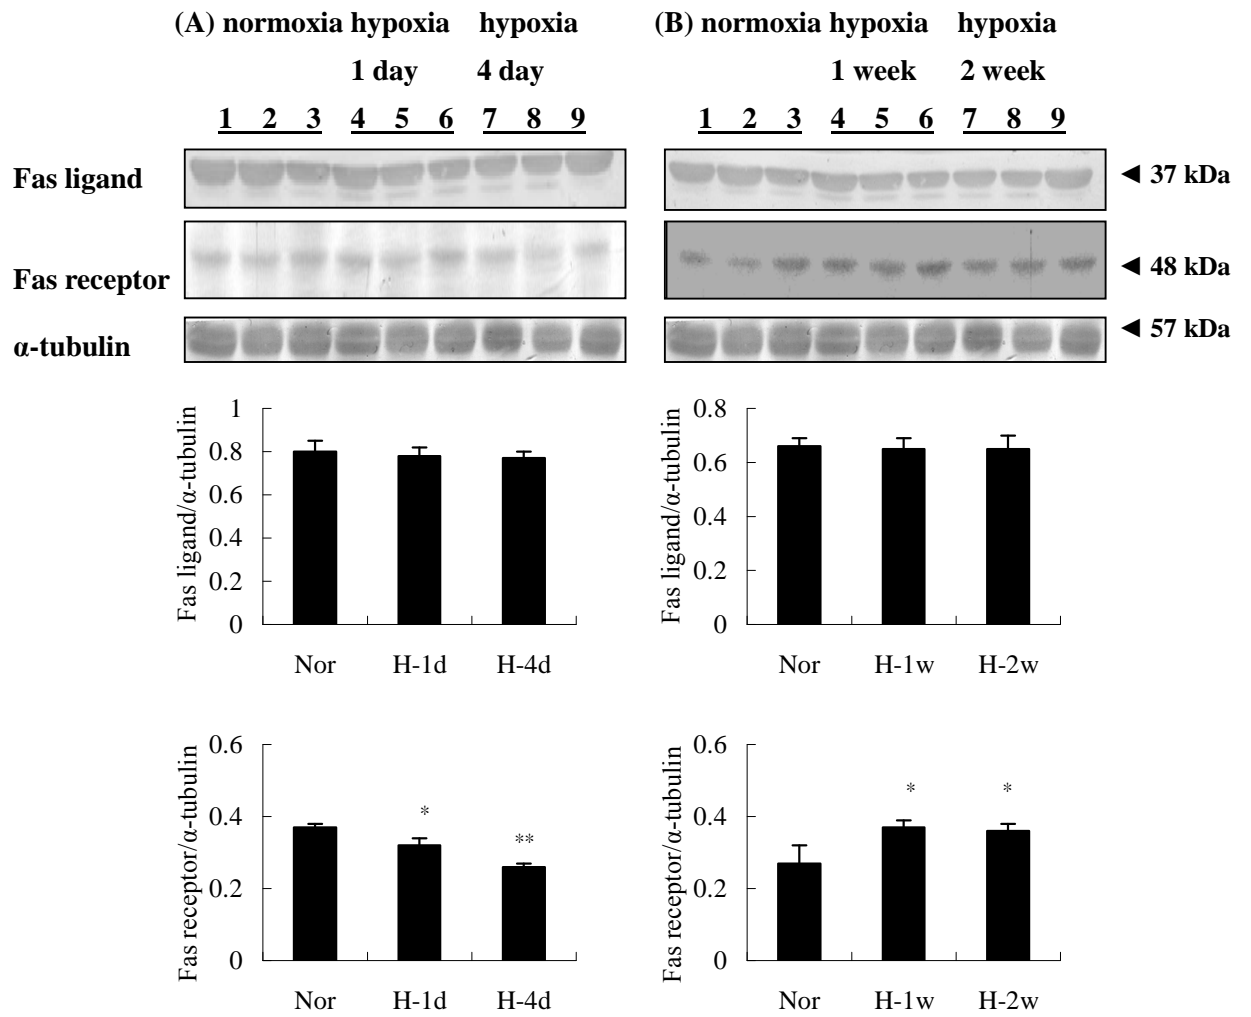 (A) normoxia hypoxia hypoxia
1 day 4 day
1 2 3 4 5 6 7 8 9
(B) normoxia hypoxia hypoxia
1 week 2 week
1 2 3 4 5 6 7 8 9
Fas ligand
◄ 37 kDa
Fas receptor
◄ 48 kDa
α-tubulin
◄ 57 kDa
Fas ligand/α-tubulin
1
0.8
0.6
0.4
0.2
0
Nor H-1d H-4d
Fas ligand/α-tubulin
0.8
0.6
0.4
0.2
0
Nor H-1w H-2w
Fas receptor/α-tubulin
0.6
0.4
0.2
0
*
**
Nor H-1d H-4d
Fas receptor/α-tubulin
0.6
0.4
0.2
0
* *
Nor H-1w H-2w